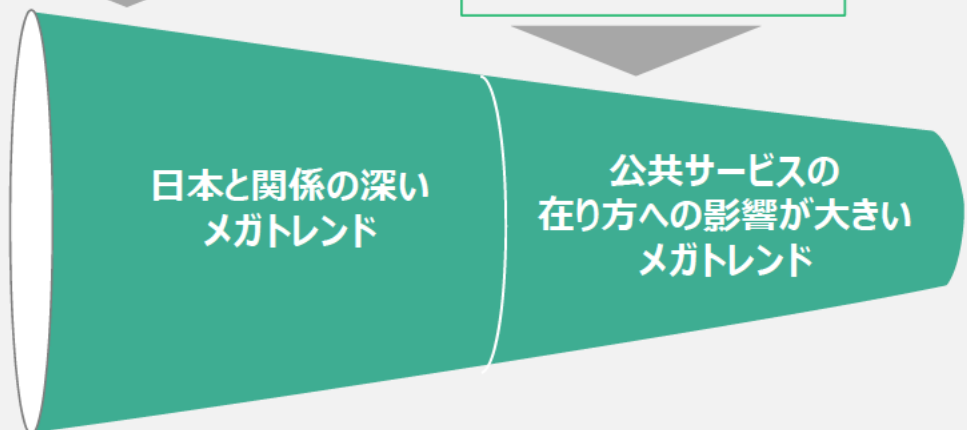 日本と関係の深い
メガトレンド
公共サービスの
在り方への影響が大きい
メガトレンド